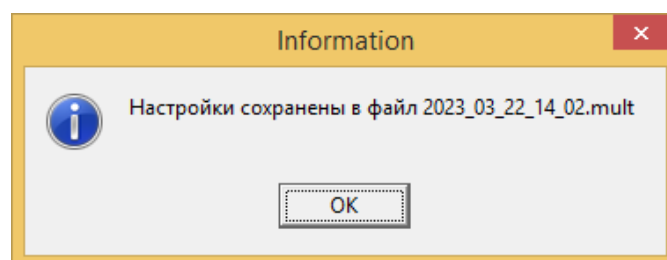 Information
Настройки сохранены в файл 2023_03_22_14_02.mult
OK